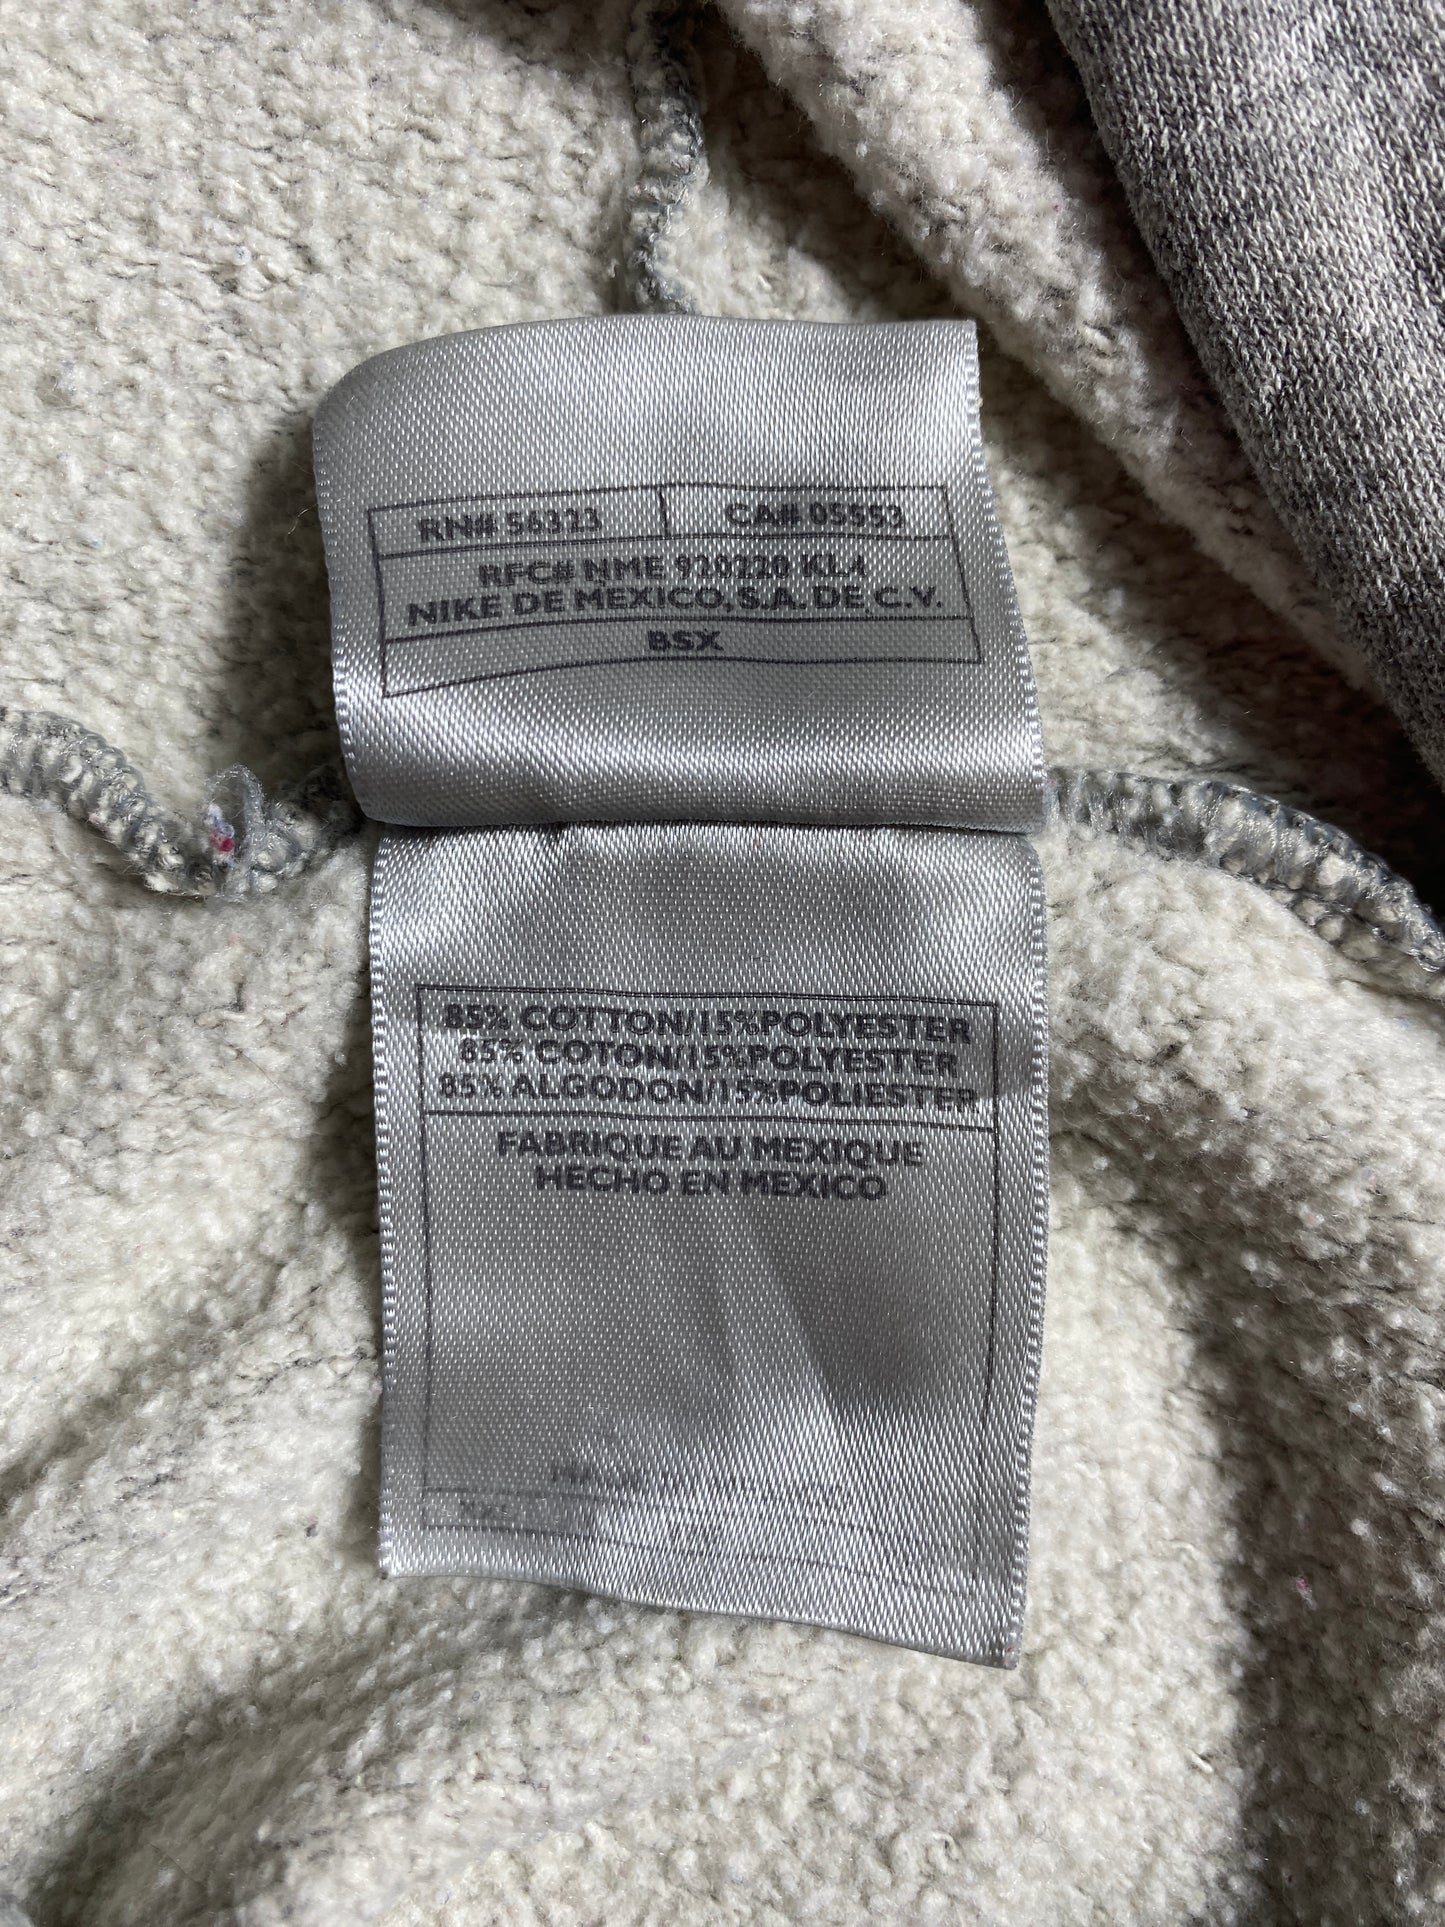 RN# 56323
CA# 05553
RFC# NME 920220 KL4
NIKE DE MEXICO, S.A. DE C.V.
BSX
85% COTTON/15%POLYESTER
85% COTON/15%POLYESTER
85% ALGODON/15%POLIESTER
FABRIQUE AU MEXIQUE
HECHO EN MEXICO